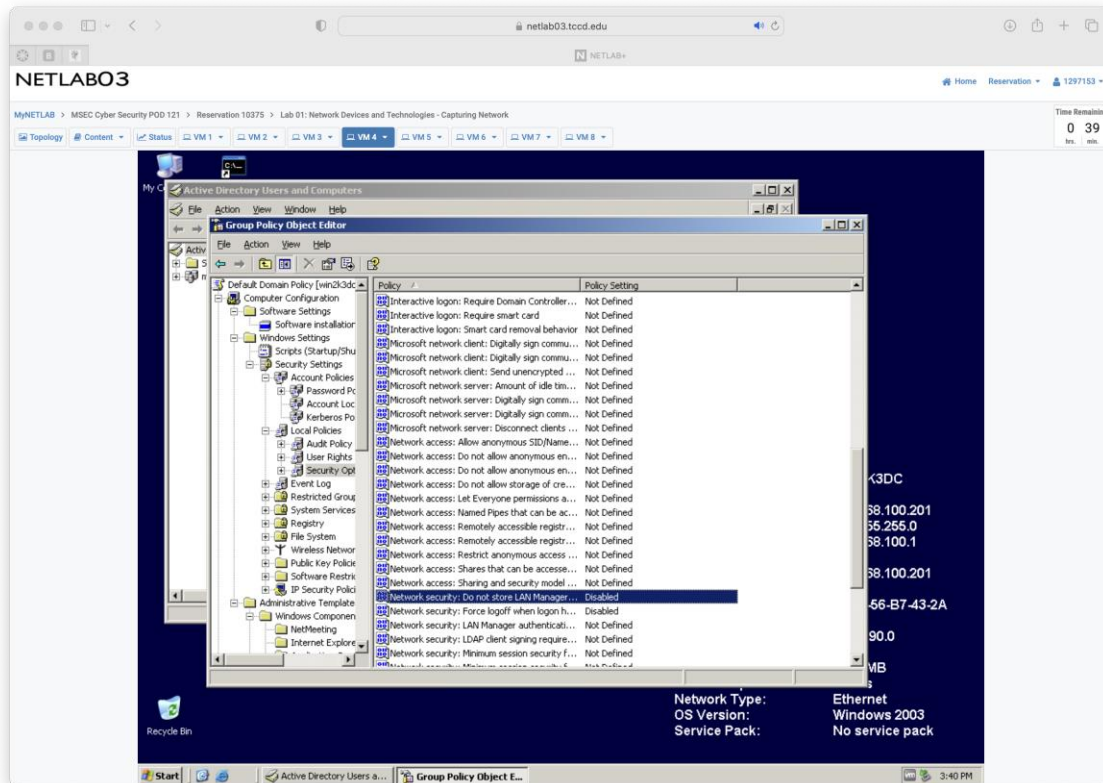 netlab03.tccd.edu
NETLAB+
NETLAB03
Home Reservation 1297153
MyNETLAB > MSEC Cyber Security POD 121 > Reservation 10375 > Lab 01: Network Devices and Technologies - Capturing Network
Time Remainin
0 39
hrs. min.
Topology Content Status VM 1 VM 2 VM 3 VM 4 VM 5 VM 6 VM 7 VM 8
My C
Active Directory Users and Computers
File Action View Window Help
Activ
S
Group Policy Object Editor
File Action View Help
Default Domain Policy [win2k3dc
Computer Configuration
Software Settings
Software installation
Windows Settings
Scripts (Startup/Shu
Security Settings
Account Policies
Password Po
Account Loc
Kerberos Po
Local Policies
Audit Policy
User Rights
Security Opt
Event Log
Restricted Group
System Services
Registry
File System
Wireless Networ
Public Key Policie
Software Restric
IP Security Polici
Administrative Template
Windows Componen
NetMeeting
Internet Explore
Policy Policy Setting
Interactive logon: Require Domain Controller... Not Defined
Interactive logon: Require smart card Not Defined
Interactive logon: Smart card removal behavior Not Defined
Microsoft network client: Digitally sign commu... Not Defined
Microsoft network client: Digitally sign commu... Not Defined
Microsoft network client: Send unencrypted ... Not Defined
Microsoft network server: Amount of idle tim... Not Defined
Microsoft network server: Digitally sign comm... Not Defined
Microsoft network server: Digitally sign comm... Not Defined
Microsoft network server: Disconnect clients ... Not Defined
Network access: Allow anonymous SID/Name... Not Defined
Network access: Do not allow anonymous en... Not Defined
Network access: Do not allow anonymous en... Not Defined
Network access: Do not allow storage of cre... Not Defined
Network access: Let Everyone permissions a... Not Defined
Network access: Named Pipes that can be ac... Not Defined
Network access: Remotely accessible registr... Not Defined
Network access: Remotely accessible registr... Not Defined
Network access: Restrict anonymous access ... Not Defined
Network access: Shares that can be accesse... Not Defined
Network access: Sharing and security model ... Not Defined
Network security: Do not store LAN Manager... Disabled
Network security: Force logoff when logon h... Disabled
Network security: LAN Manager authenticati... Not Defined
Network security: LDAP client signing require... Not Defined
Network security: Minimum session security f... Not Defined
K3DC
58.100.201
55.255.0
58.100.1
58.100.201
-56-B7-43-2A
90.0
MB
Network Type: Ethernet
OS Version: Windows 2003
Service Pack: No service pack
Recycle Bin
Start Active Directory Users a... Group Policy Object E... 3:40 PM